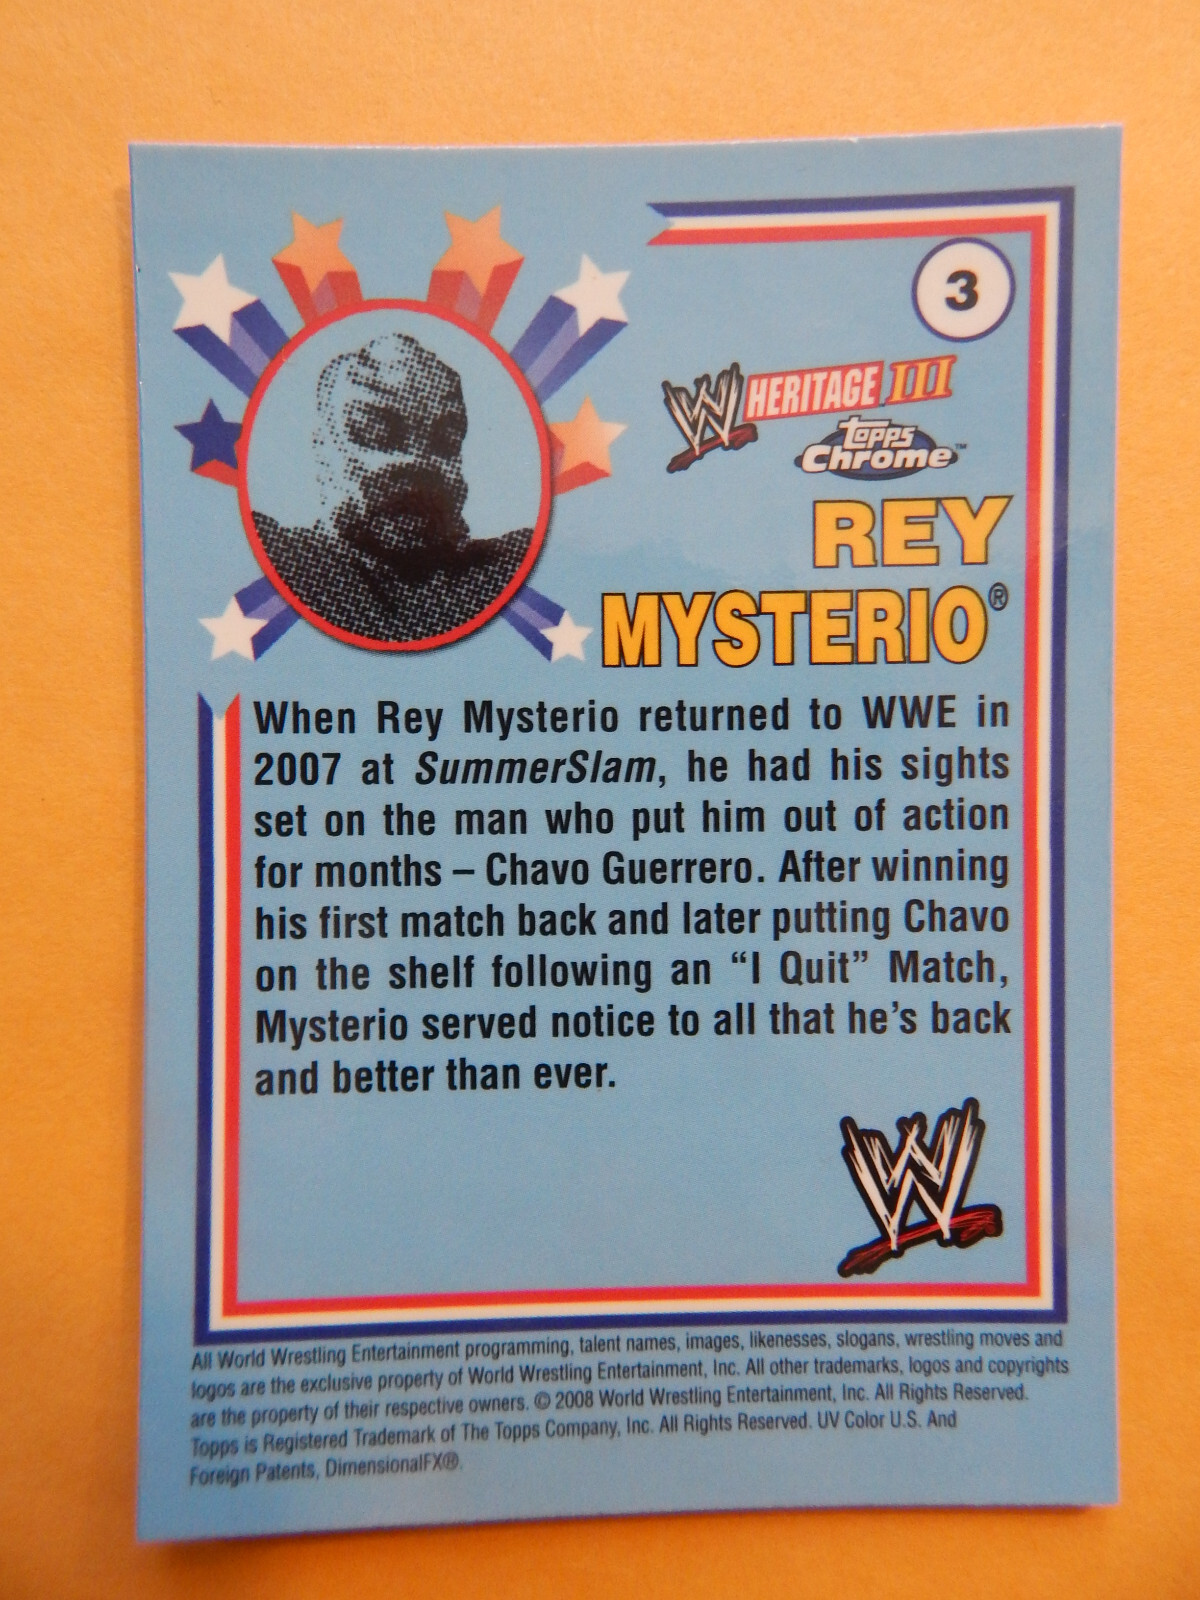 3
W HERITAGE III
Topps
Chrome™
REY
MYSTERIO®
When Rey Mysterio returned to WWE in
2007 at SummerSlam, he had his sights
set on the man who put him out of action
for months – Chavo Guerrero. After winning
his first match back and later putting Chavo
on the shelf following an “I Quit” Match,
Mysterio served notice to all that he's back
and better than ever.
W
All World Wrestling Entertainment programming, talent names, images, likenesses, slogans, wrestling moves and
logos are the exclusive property of World Wrestling Entertainment, Inc. All other trademarks, logos and copyrights
are the property of their respective owners. © 2008 World Wrestling Entertainment, Inc. All Rights Reserved.
Topps is Registered Trademark of The Topps Company, Inc. All Rights Reserved. UV Color U.S. And
Foreign Patents, DimensionalFX®.